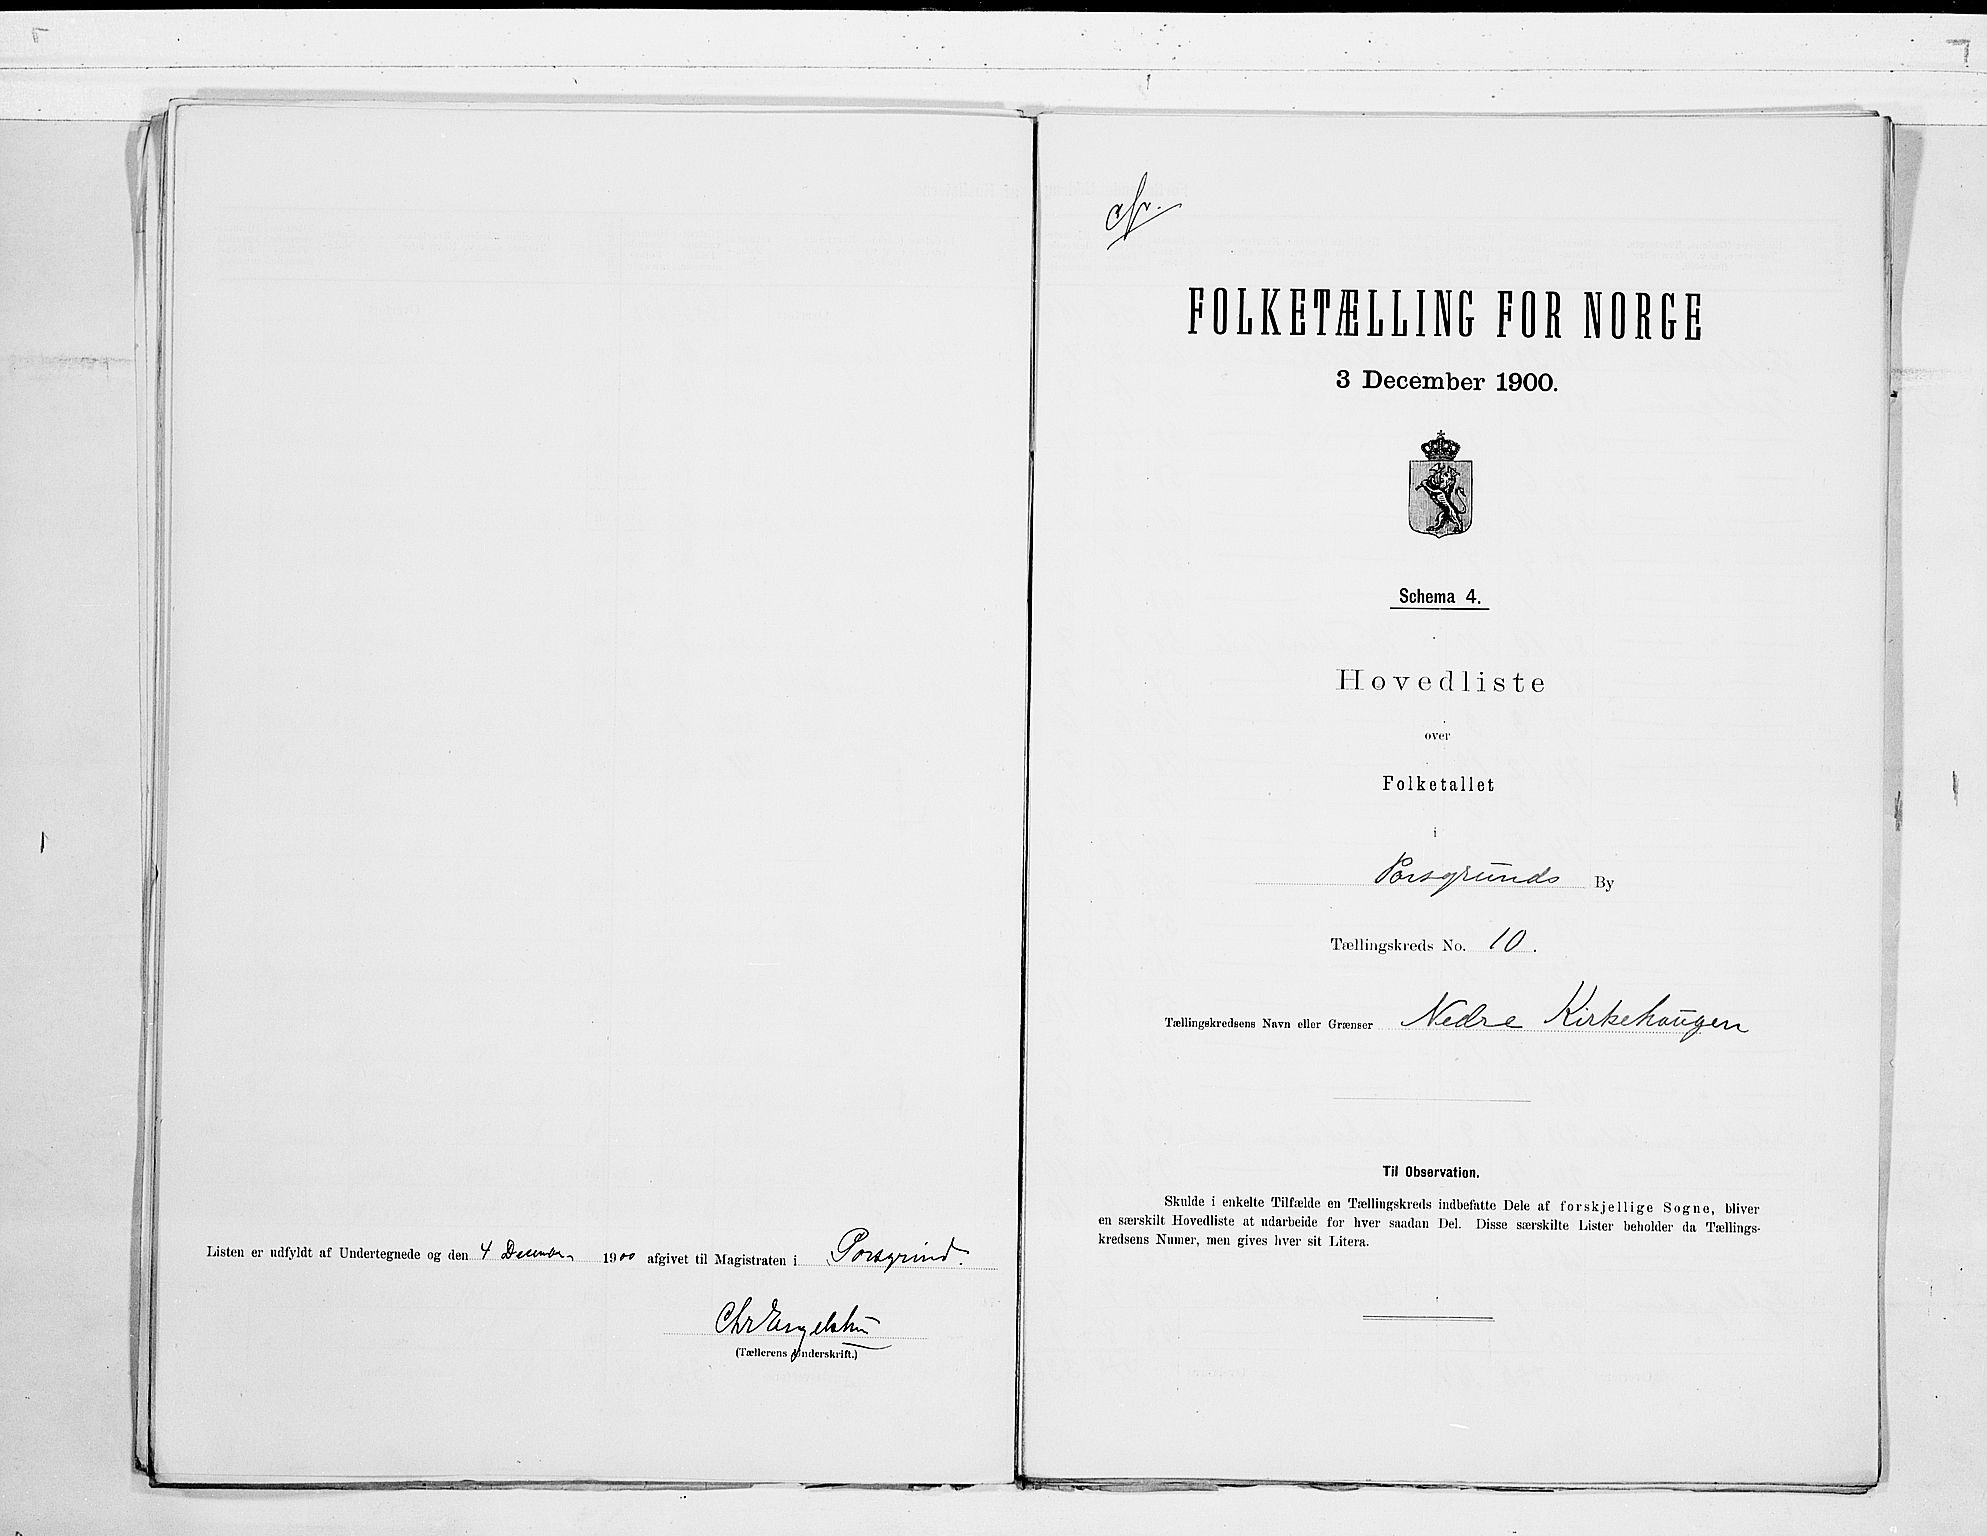 Listen er udfyldt af Undertegnede og den 4 December 1900 afgivet til Magistraten i Porsgrund.
Chr Engelstin
(Tællerens Underskrift.)
FOLKETÆLLING FOR NORGE
3 December 1900.
Schema 4.
Hovedliste
over
Folketallet
i
Porsgrunds By
Tællingskreds No. 10.
Tællingskredsens Navn eller Grænser Nedre Kirkehougen
Til Observation.
Skulde i enkelte Tilfælde en Tællingskreds indbefatte Dele af forskjellige Sogne, bliver
en særskilt Hovedliste at udarbeide for hver saadan Del. Disse særskilte Lister beholder da Tællings-
kredsens Numer, men gives hver sit Litera.